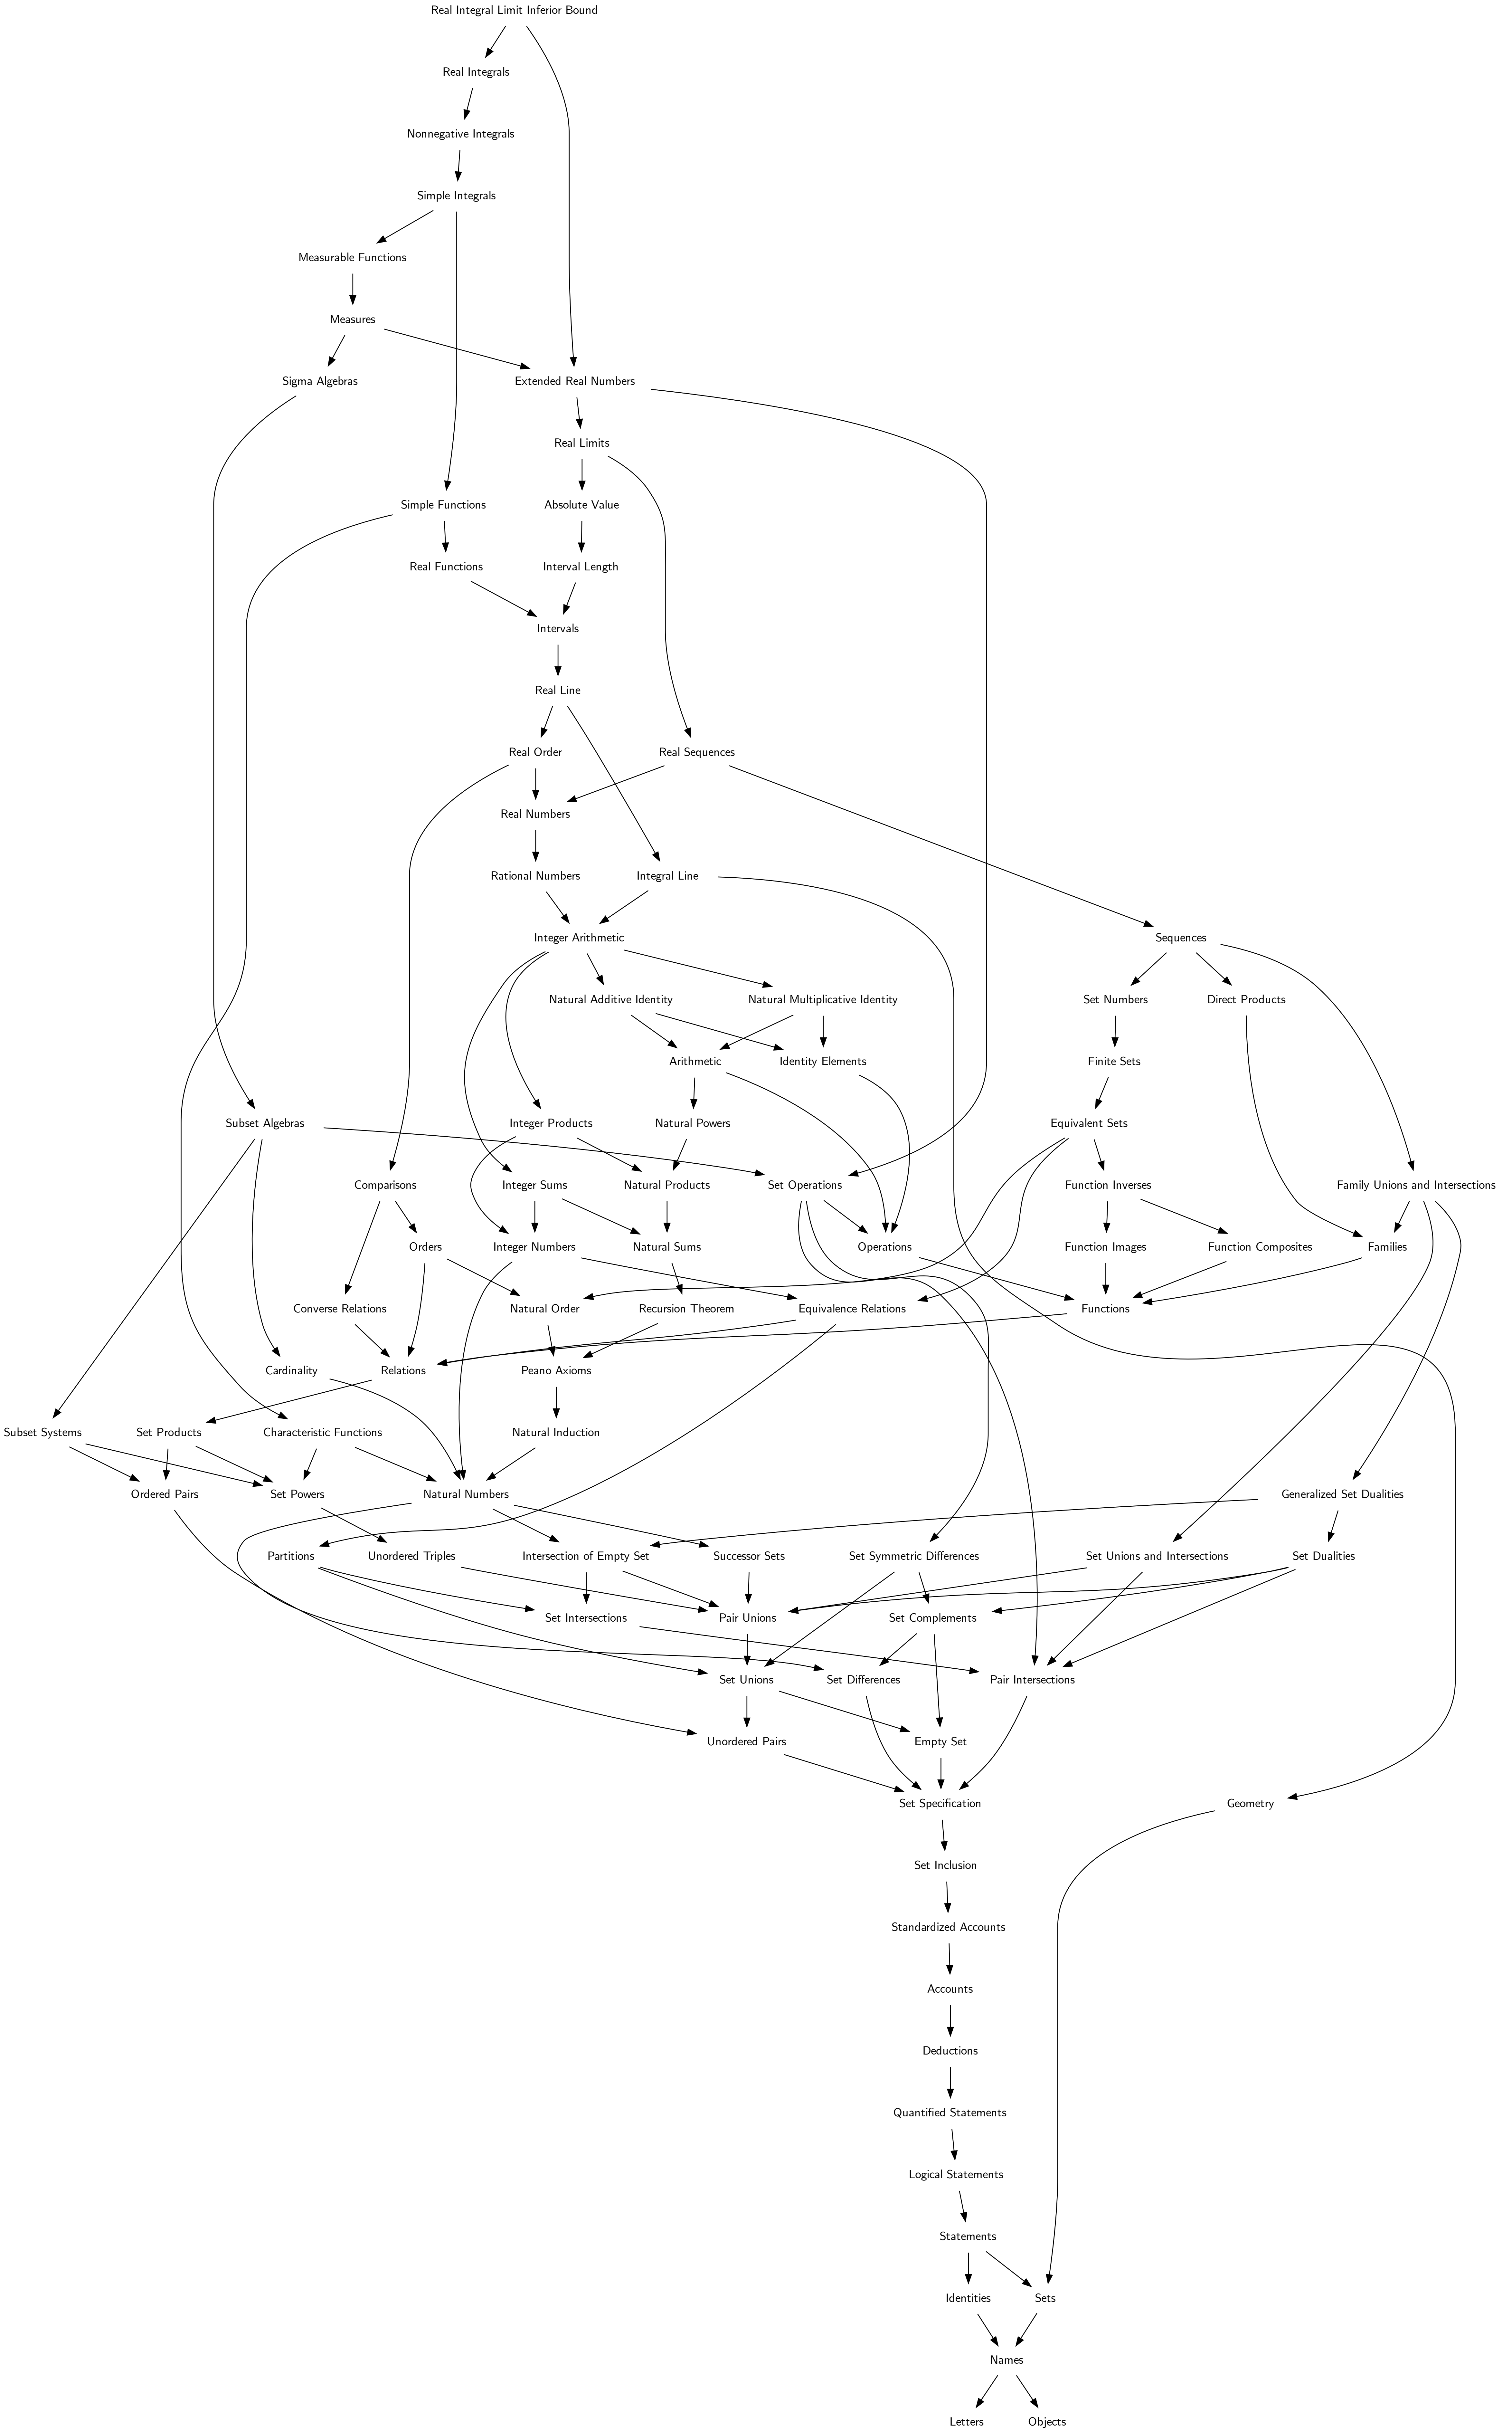 Real Integral Limit Inferior Bound
Real Integrals
Nonnegative Integrals
Simple Integrals
Measurable Functions
Measures
Sigma Algebras
Extended Real Numbers
Real Limits
Simple Functions
Absolute Value
Real Functions
Interval Length
Intervals
Real Line
Real Order
Real Sequences
Real Numbers
Rational Numbers
Integral Line
Integer Arithmetic
Sequences
Natural Additive Identity
Natural Multiplicative Identity
Set Numbers
Direct Products
Arithmetic
Identity Elements
Finite Sets
Subset Algebras
Integer Products
Natural Powers
Equivalent Sets
Comparisons
Integer Sums
Natural Products
Set Operations
Function Inverses
Family Unions and Intersections
Orders
Integer Numbers
Natural Sums
Operations
Function Images
Function Composites
Families
Converse Relations
Natural Order
Recursion Theorem
Equivalence Relations
Functions
Cardinality
Relations
Peano Axioms
Subset Systems
Set Products
Characteristic Functions
Natural Induction
Ordered Pairs
Set Powers
Natural Numbers
Generalized Set Dualities
Partitions
Unordered Triples
Intersection of Empty Set
Successor Sets
Set Symmetric Differences
Set Unions and Intersections
Set Dualities
Set Intersections
Pair Unions
Set Complements
Set Unions
Set Differences
Pair Intersections
Unordered Pairs
Empty Set
Set Specification
Geometry
Set Inclusion
Standardized Accounts
Accounts
Deductions
Quantified Statements
Logical Statements
Statements
Identities
Sets
Names
Letters
Objects